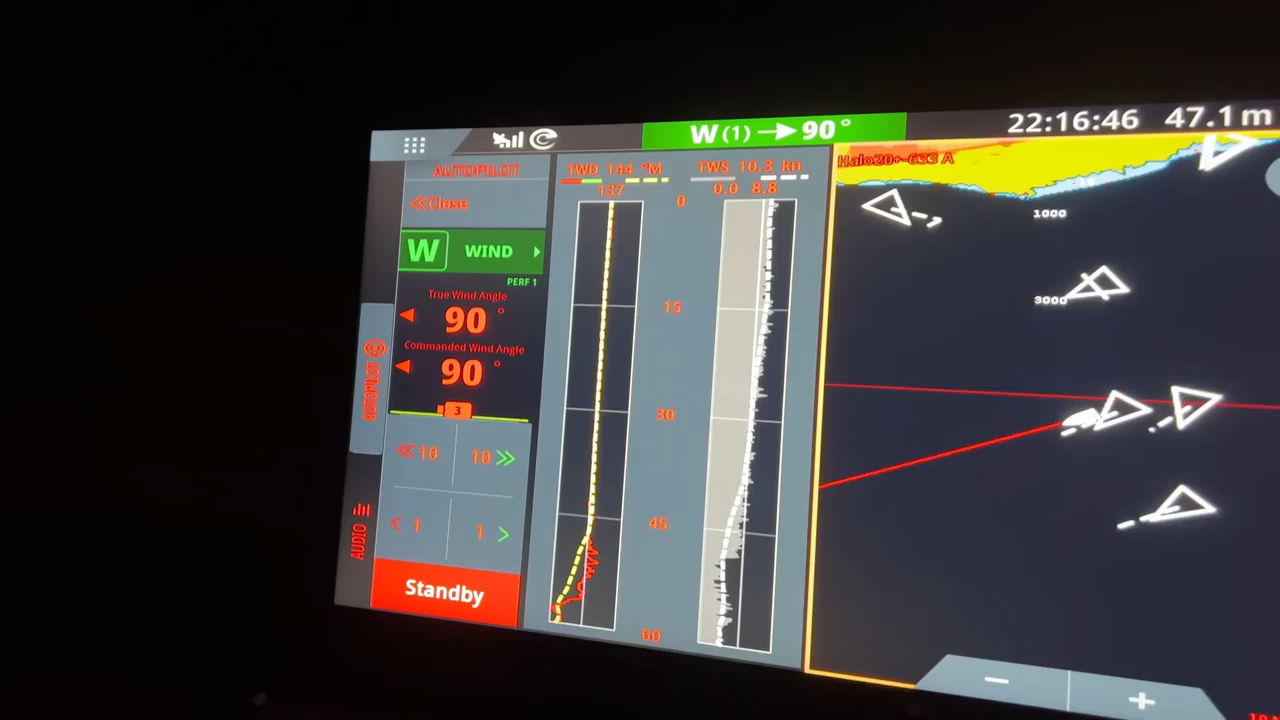 W (1) 90 °
22:16:46 47.1 m
AUTOPILOT
Close
W WIND
PERF 1
True Wind Angle
90 °
Commanded Wind Angle
90 °
3
10 10
1 1
Standby
AUTOPILOT
AUDIO
TWD 144 °M
137
TWS 10.3 kn
0.0 8.8
0
15
30
45
60
Halo20+-633 A
1000
3000
− +